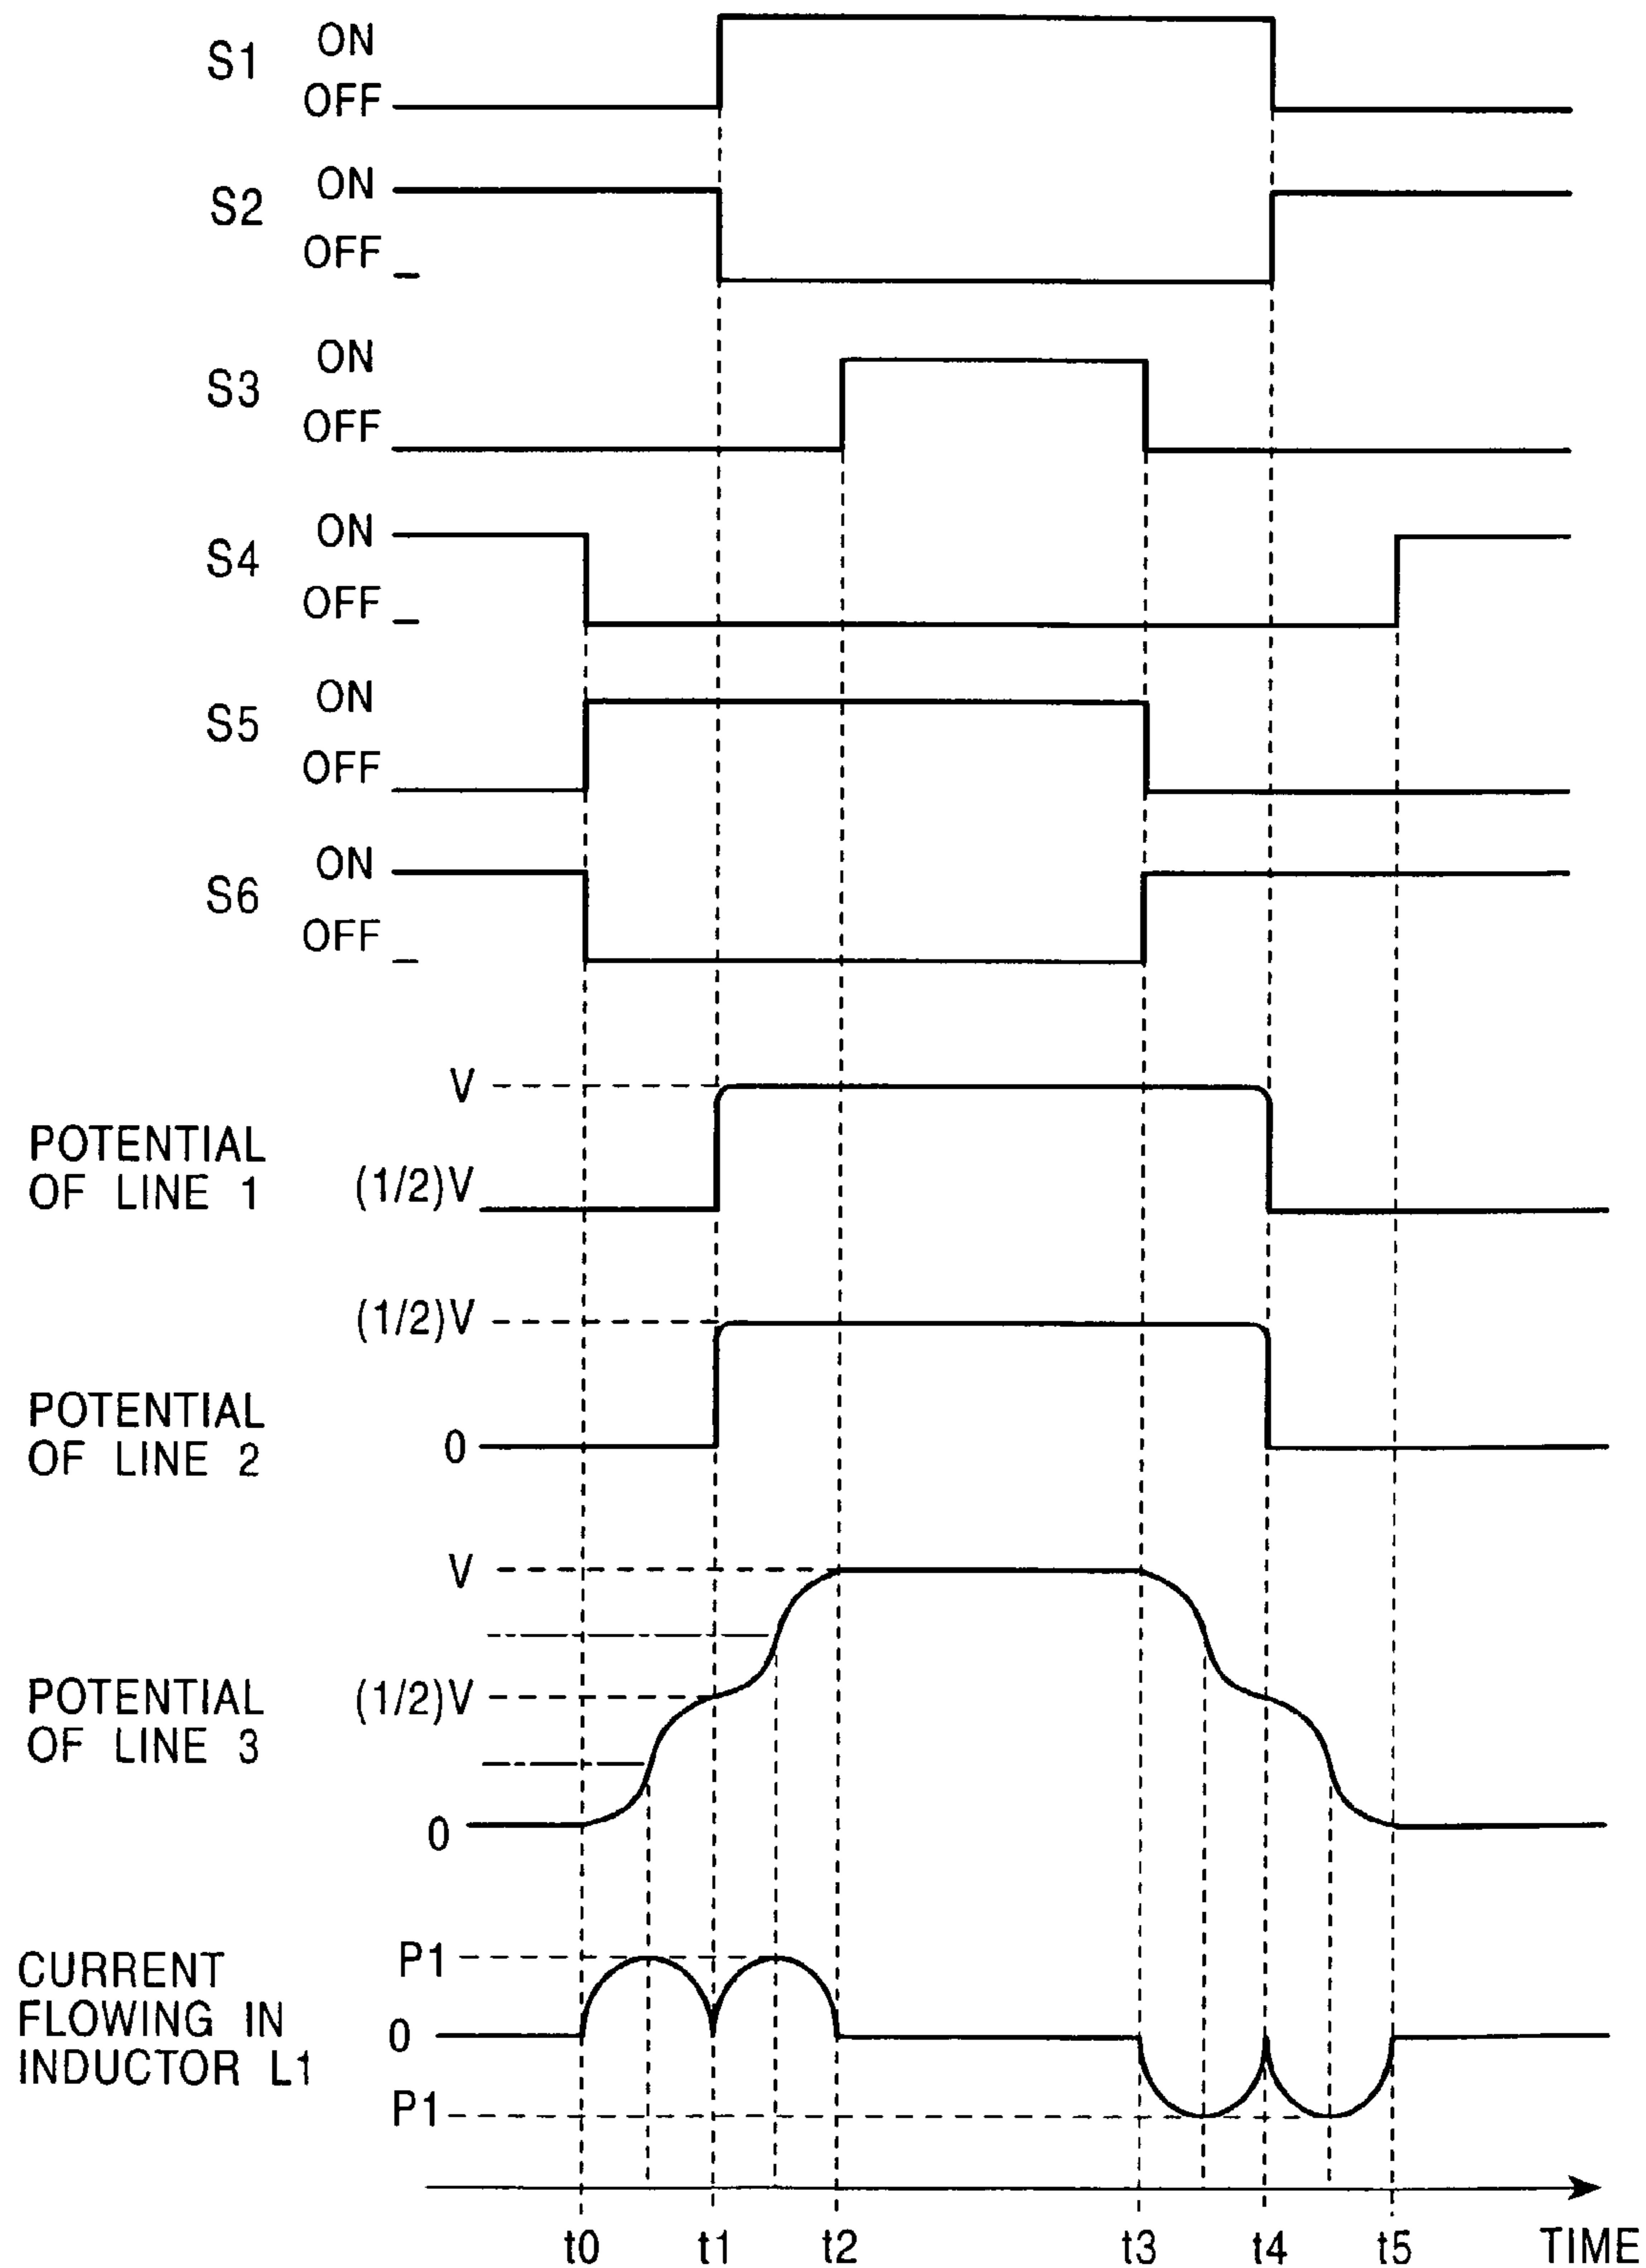 S1 ON
OFF
S2 ON
OFF
S3 ON
OFF
S4 ON
OFF
S5 ON
OFF
S6 ON
OFF
V
POTENTIAL
OF LINE 1
(1/2)V
(1/2)V
POTENTIAL
OF LINE 2
0
V
POTENTIAL
OF LINE 3
(1/2)V
0
P1
CURRENT
FLOWING IN
INDUCTOR L1
0
P1
t0 t1 t2 t3 t4 t5 TIME